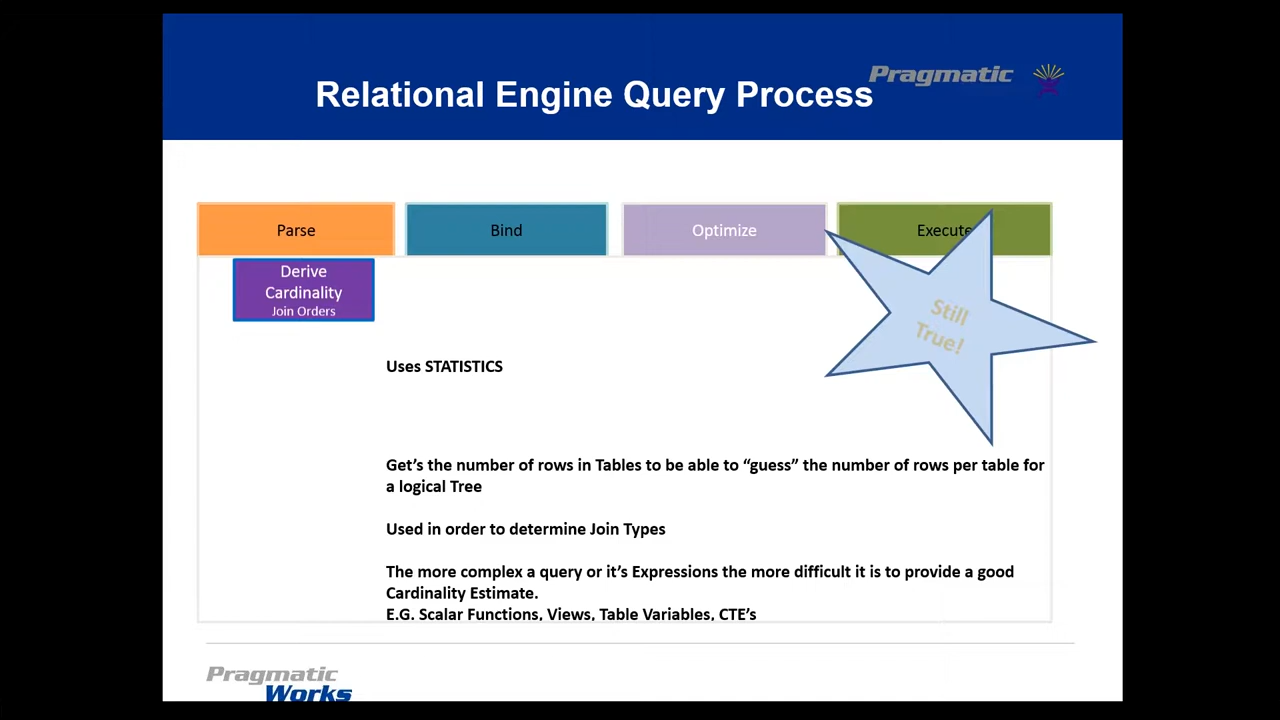 Relational Engine Query Process
Pragmatic
Parse
Bind
Optimize
Execute
Derive
Cardinality
Join Orders
Still
True!
Uses STATISTICS
Get's the number of rows in Tables to be able to “guess” the number of rows per table for
a logical Tree
Used in order to determine Join Types
The more complex a query or it's Expressions the more difficult it is to provide a good
Cardinality Estimate.
E.G. Scalar Functions, Views, Table Variables, CTE's
Pragmatic
Works